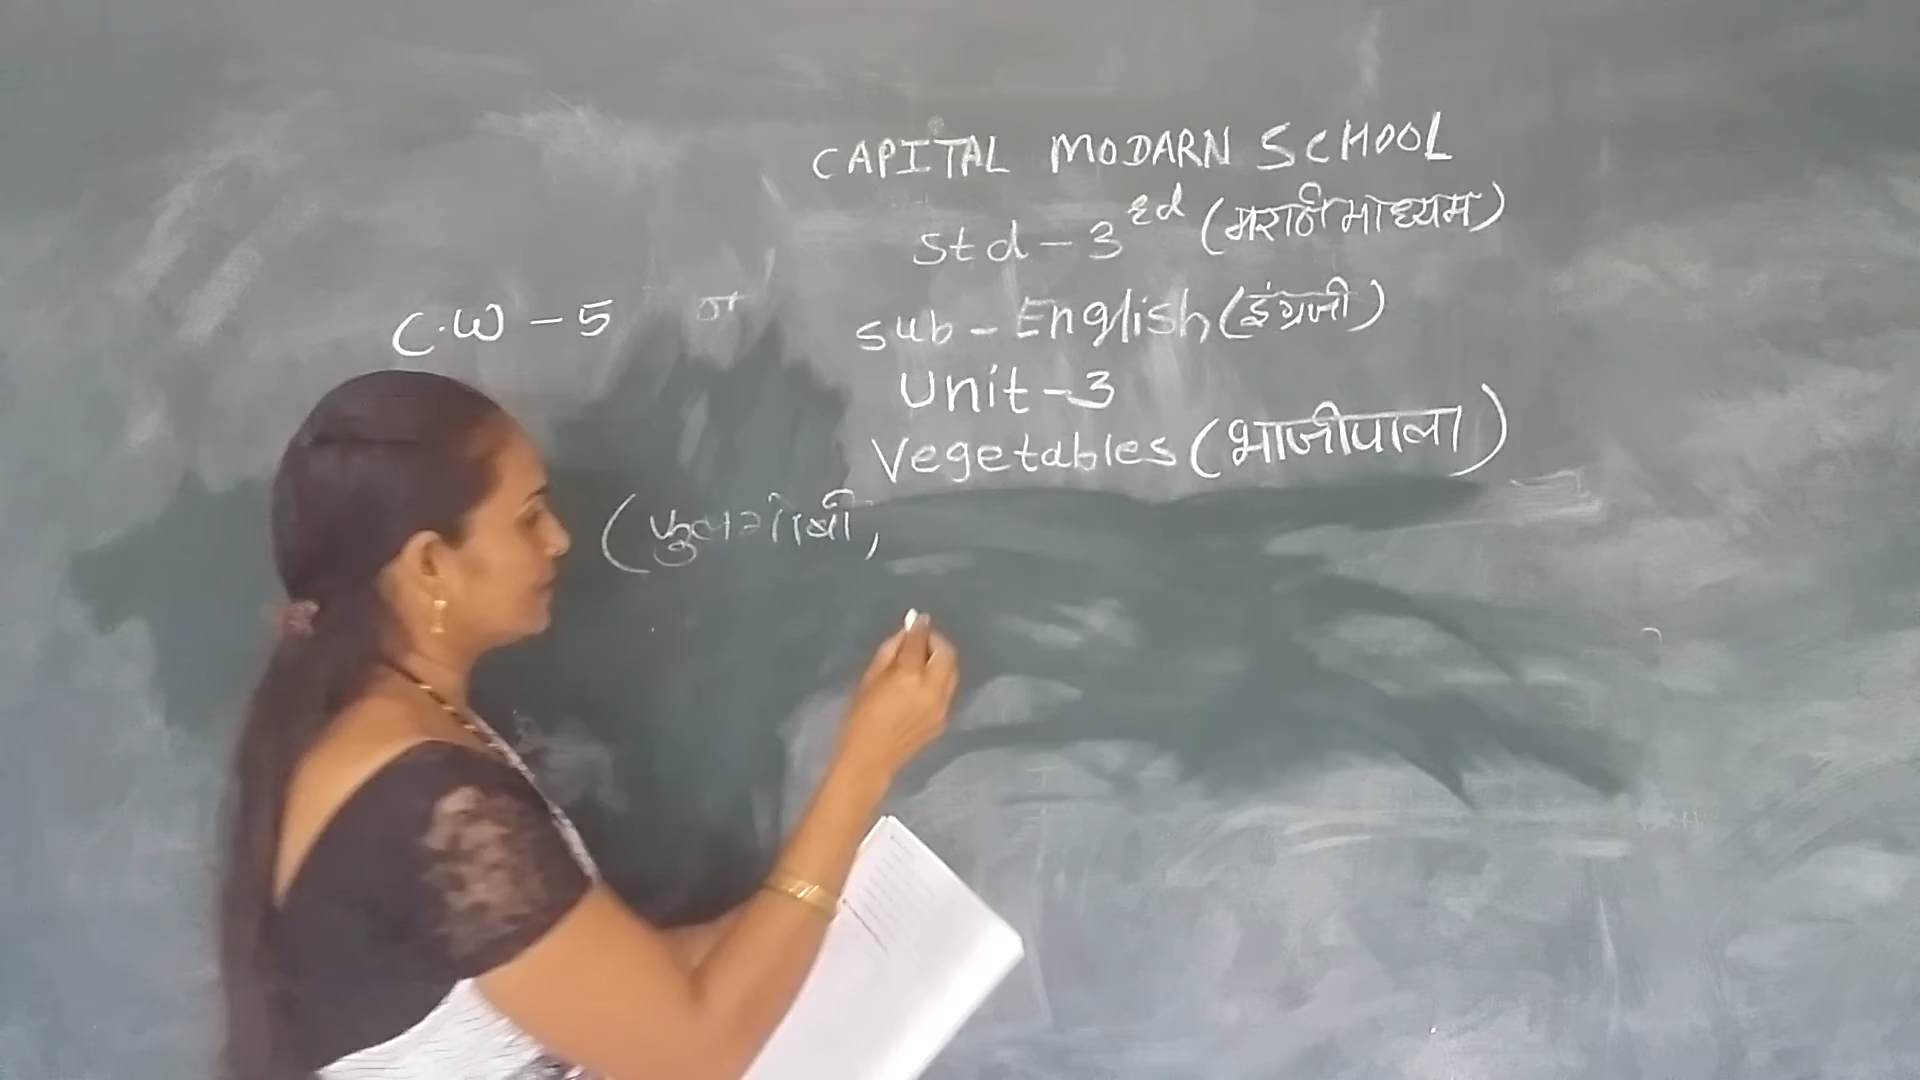 CAPITAL MODARN SCHOOL
Std - 3rd (मराठी माध्यम)
C.W - 5
Sub - English (इंग्रजी)
Unit - 3
Vegetables (भाजीपाला)
(फुलगोबी,